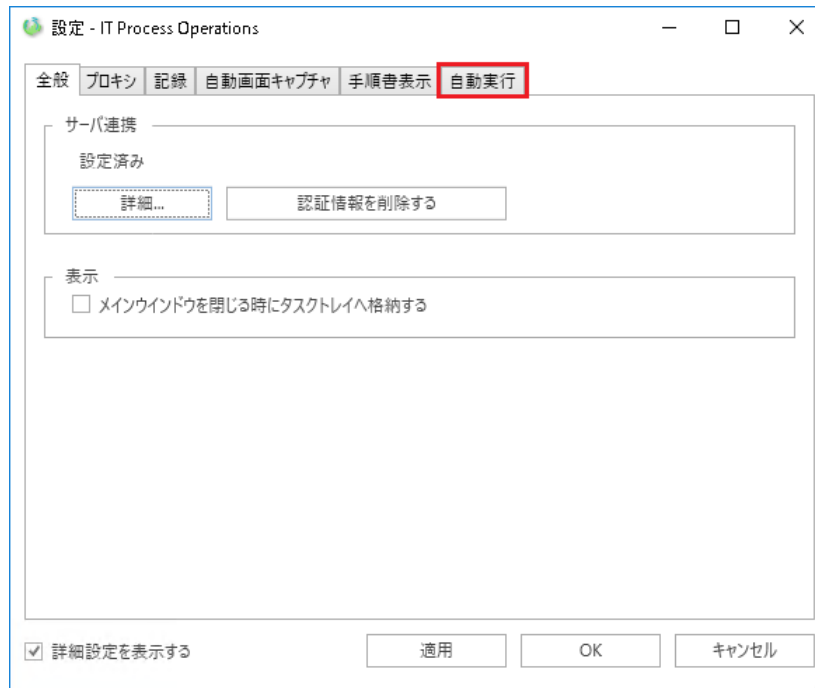 設定 - IT Process Operations
全般 プロキシ 記録 自動画面キャプチャ 手順書表示 自動実行
サーバ連携
設定済み
詳細... 認証情報を削除する
表示
メインウインドウを閉じる時にタスクトレイへ格納する
詳細設定を表示する 適用 OK キャンセル